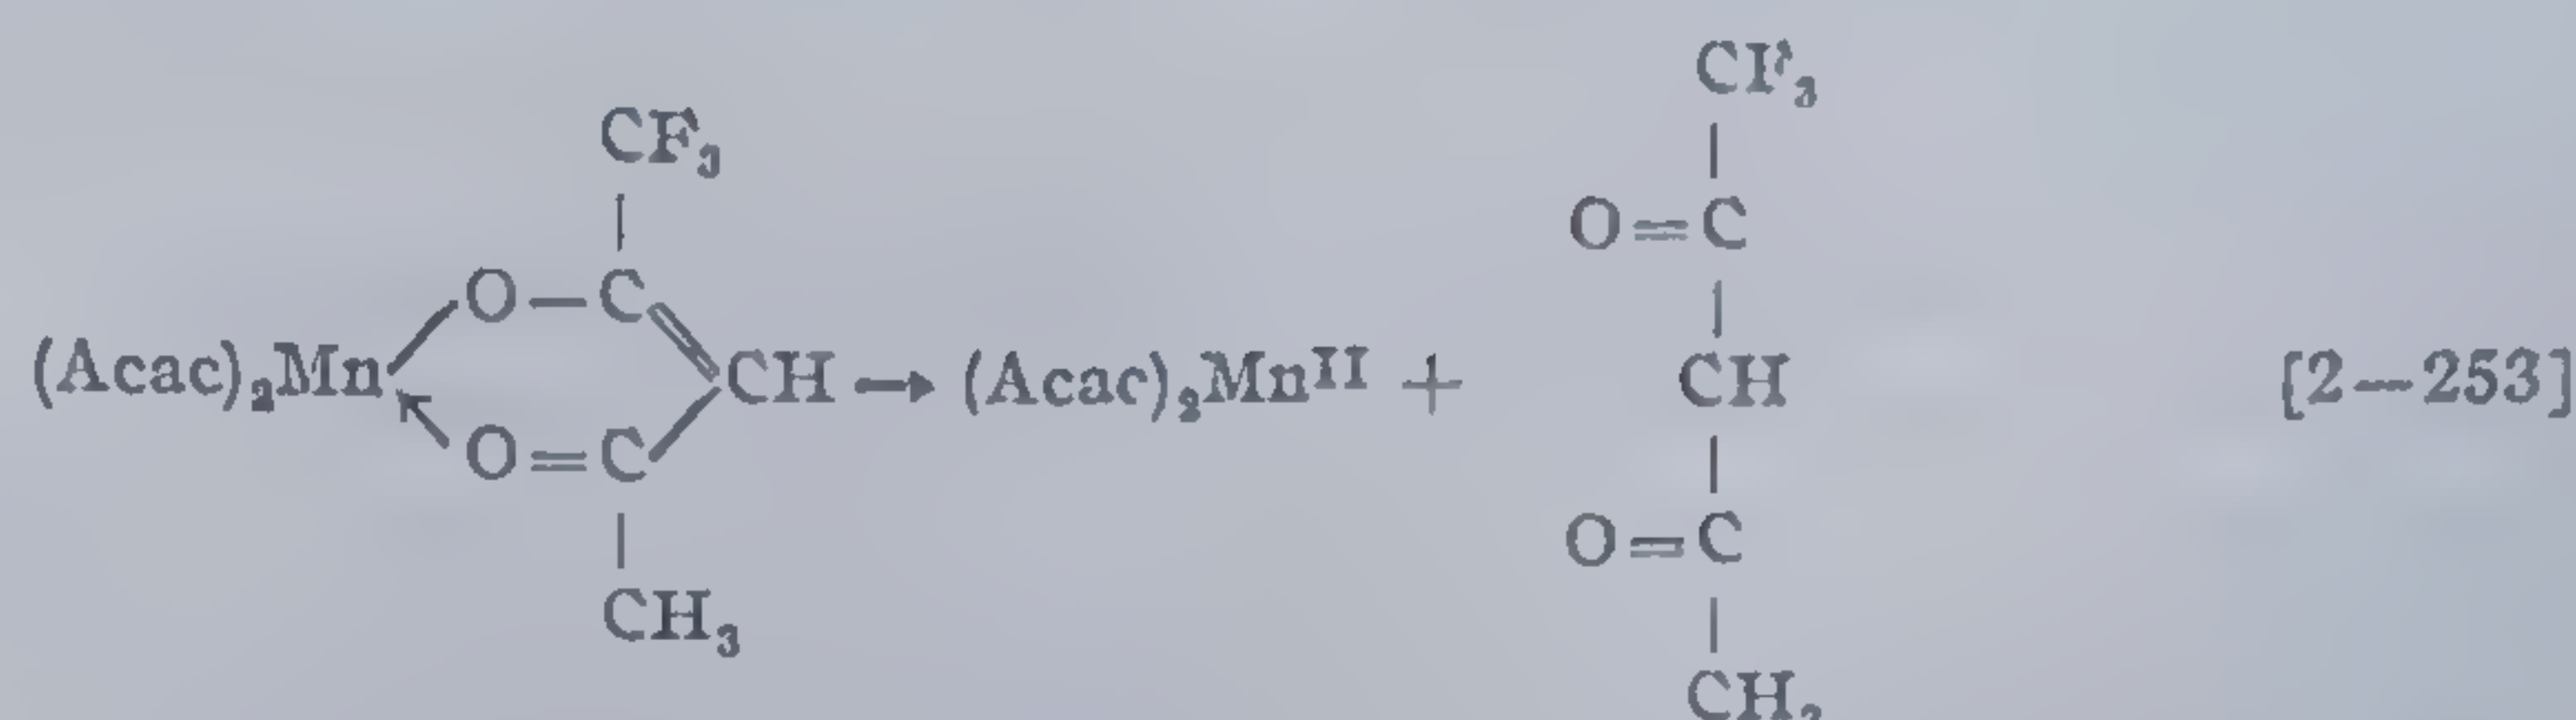 CF₃
CF₃
O=C
O—C
(Acac)₂Mn CH → (Acac)₂Mnᴵᴵ + CH [2—253]
O=C
O=C
CH₃
CH₃